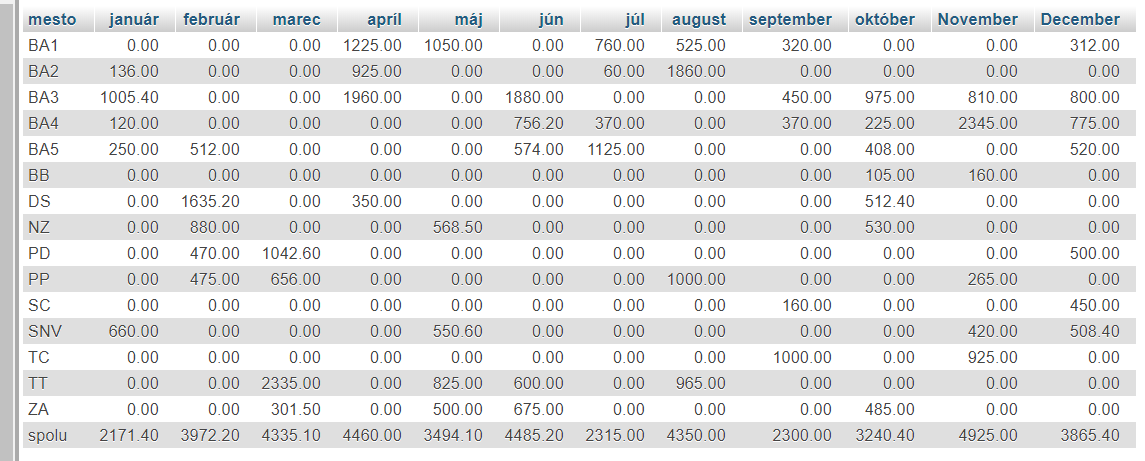 mesto január február marec apríl máj jún júl august september október November December
BA1 0.00 0.00 0.00 1225.00 1050.00 0.00 760.00 525.00 320.00 0.00 0.00 312.00
BA2 136.00 0.00 0.00 925.00 0.00 0.00 60.00 1860.00 0.00 0.00 0.00 0.00
BA3 1005.40 0.00 0.00 1960.00 0.00 1880.00 0.00 0.00 450.00 975.00 810.00 800.00
BA4 120.00 0.00 0.00 0.00 0.00 756.20 370.00 0.00 370.00 225.00 2345.00 775.00
BA5 250.00 512.00 0.00 0.00 0.00 574.00 1125.00 0.00 0.00 408.00 0.00 520.00
BB 0.00 0.00 0.00 0.00 0.00 0.00 0.00 0.00 0.00 105.00 160.00 0.00
DS 0.00 1635.20 0.00 350.00 0.00 0.00 0.00 0.00 0.00 512.40 0.00 0.00
NZ 0.00 880.00 0.00 0.00 568.50 0.00 0.00 0.00 0.00 530.00 0.00 0.00
PD 0.00 470.00 1042.60 0.00 0.00 0.00 0.00 0.00 0.00 0.00 0.00 500.00
PP 0.00 475.00 656.00 0.00 0.00 0.00 0.00 1000.00 0.00 0.00 265.00 0.00
SC 0.00 0.00 0.00 0.00 0.00 0.00 0.00 0.00 160.00 0.00 0.00 450.00
SNV 660.00 0.00 0.00 0.00 550.60 0.00 0.00 0.00 0.00 0.00 420.00 508.40
TC 0.00 0.00 0.00 0.00 0.00 0.00 0.00 0.00 1000.00 0.00 925.00 0.00
TT 0.00 0.00 2335.00 0.00 825.00 600.00 0.00 965.00 0.00 0.00 0.00 0.00
ZA 0.00 0.00 301.50 0.00 500.00 675.00 0.00 0.00 0.00 485.00 0.00 0.00
spolu 2171.40 3972.20 4335.10 4460.00 3494.10 4485.20 2315.00 4350.00 2300.00 3240.40 4925.00 3865.40